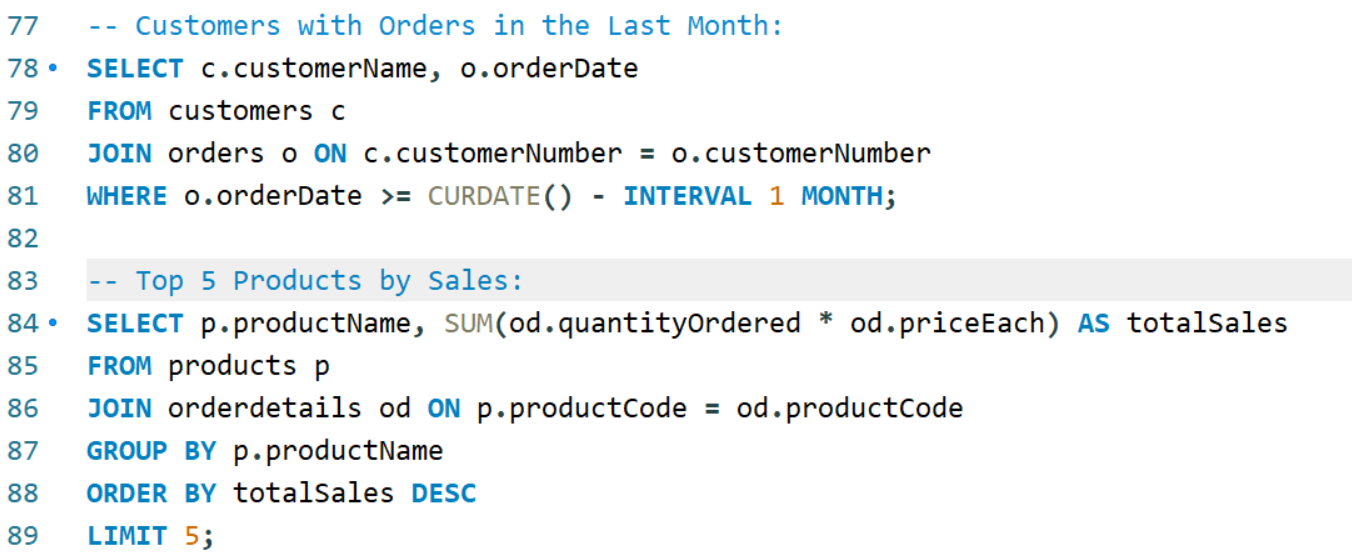 77 -- Customers with Orders in the Last Month:
78 • SELECT c.customerName, o.orderDate
79 FROM customers c
80 JOIN orders o ON c.customerNumber = o.customerNumber
81 WHERE o.orderDate >= CURDATE() - INTERVAL 1 MONTH;
82
83 -- Top 5 Products by Sales:
84 • SELECT p.productName, SUM(od.quantityOrdered * od.priceEach) AS totalSales
85 FROM products p
86 JOIN orderdetails od ON p.productCode = od.productCode
87 GROUP BY p.productName
88 ORDER BY totalSales DESC
89 LIMIT 5;